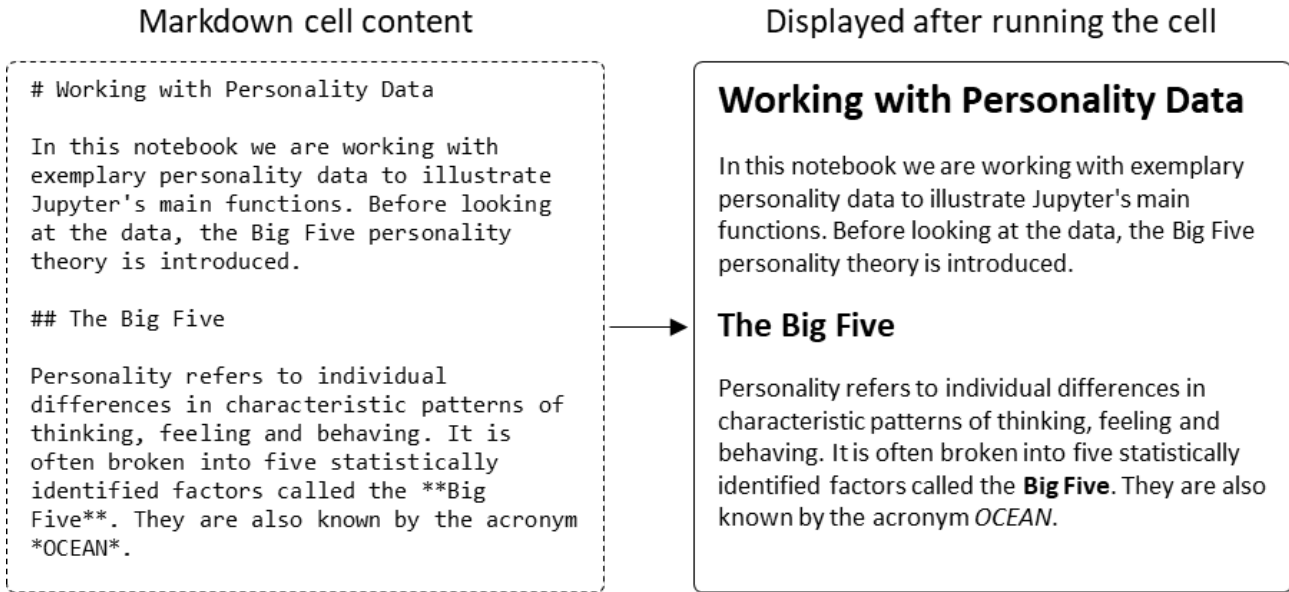 Markdown cell content
# Working with Personality Data
In this notebook we are working with
exemplary personality data to illustrate
Jupyter's main functions. Before looking
at the data, the Big Five personality
theory is introduced.
## The Big Five
Personality refers to individual
differences in characteristic patterns of
thinking, feeling and behaving. It is
often broken into five statistically
identified factors called the **Big
Five**. They are also known by the acronym
*OCEAN*.
Displayed after running the cell
Working with Personality Data
In this notebook we are working with exemplary
personality data to illustrate Jupyter's main
functions. Before looking at the data, the Big Five
personality theory is introduced.
The Big Five
Personality refers to individual differences in
characteristic patterns of thinking, feeling and
behaving. It is often broken into five statistically
identified factors called the Big Five. They are also
known by the acronym OCEAN.